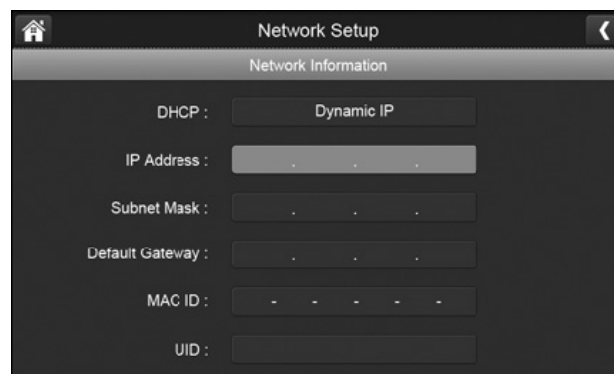 Network Setup
Network Information
DHCP : Dynamic IP
IP Address : . . .
Subnet Mask : . . .
Default Gateway : . . .
MAC ID : - - - - -
UID :